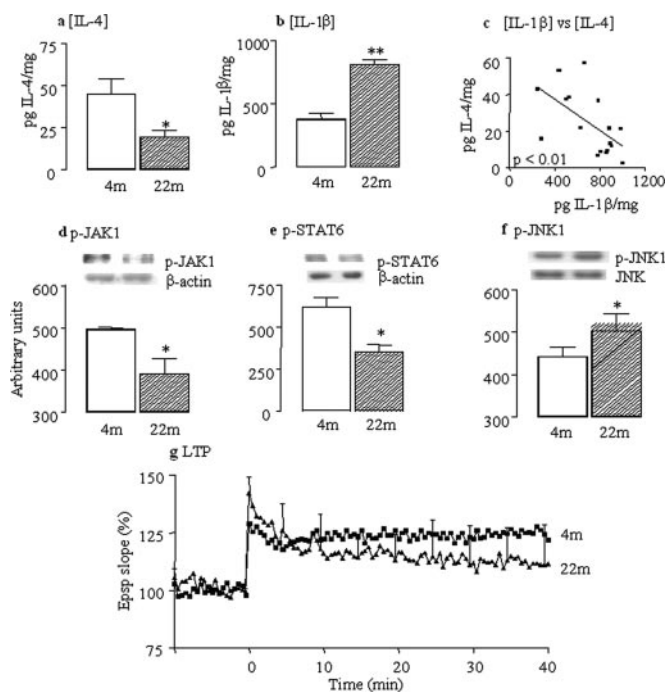 a [IL-4]
pg IL-4/mg
75
50
25
0
*
4m
22m
b [IL-1β]
pg IL-1β/mg
1000
500
0
**
4m
22m
c [IL-1β] vs [IL-4]
pg IL-4/mg
60
40
20
0
p < 0.01
0 400 800 1200
pg IL-1β/mg
d p-JAK1
p-JAK1
β-actin
Arbitrary units
600
500
400
300
*
4m
22m
e p-STAT6
p-STAT6
β-actin
750
500
250
0
*
4m
22m
f p-JNK1
p-JNK1
JNK
600
500
400
300
*
4m
22m
g LTP
Epsp slope (%)
150
125
100
75
4m
22m
0 10 20 30 40
Time (min)